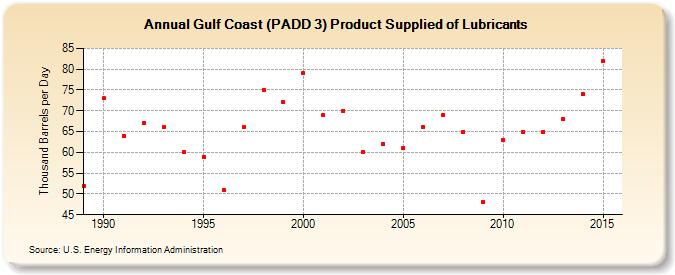 Annual Gulf Coast (PADD 3) Product Supplied of Lubricants
Thousand Barrels per Day
85
80
75
70
65
60
55
50
45
1990 1995 2000 2005 2010 2015
Source: U.S. Energy Information Administration